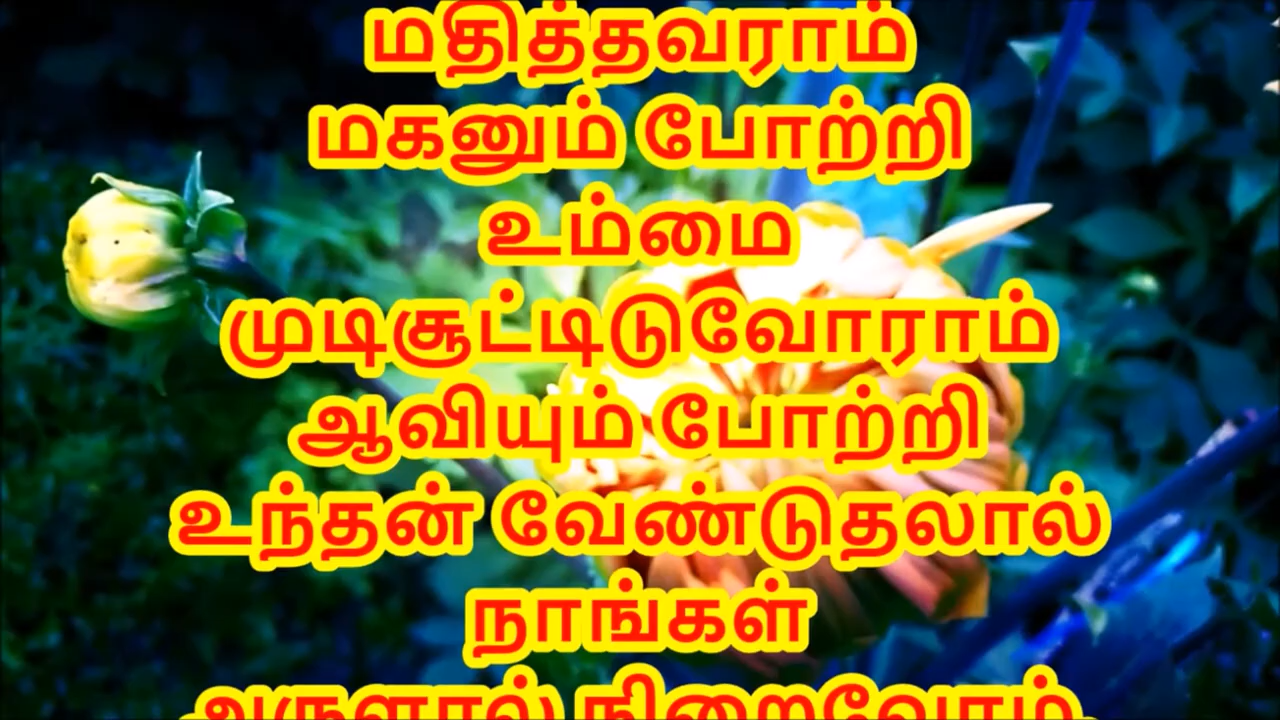 மதித்தவராம்
மகனும் போற்றி
உம்மை
முடிசூட்டிடுவோராம்
ஆவியும் போற்றி
உந்தன் வேண்டுதலால்
நாங்கள்
அருளால் நிறைவோம்